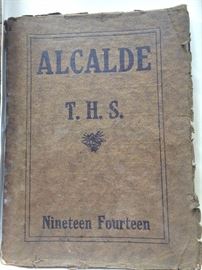 ALCALDE
T. H. S.
Nineteen Fourteen